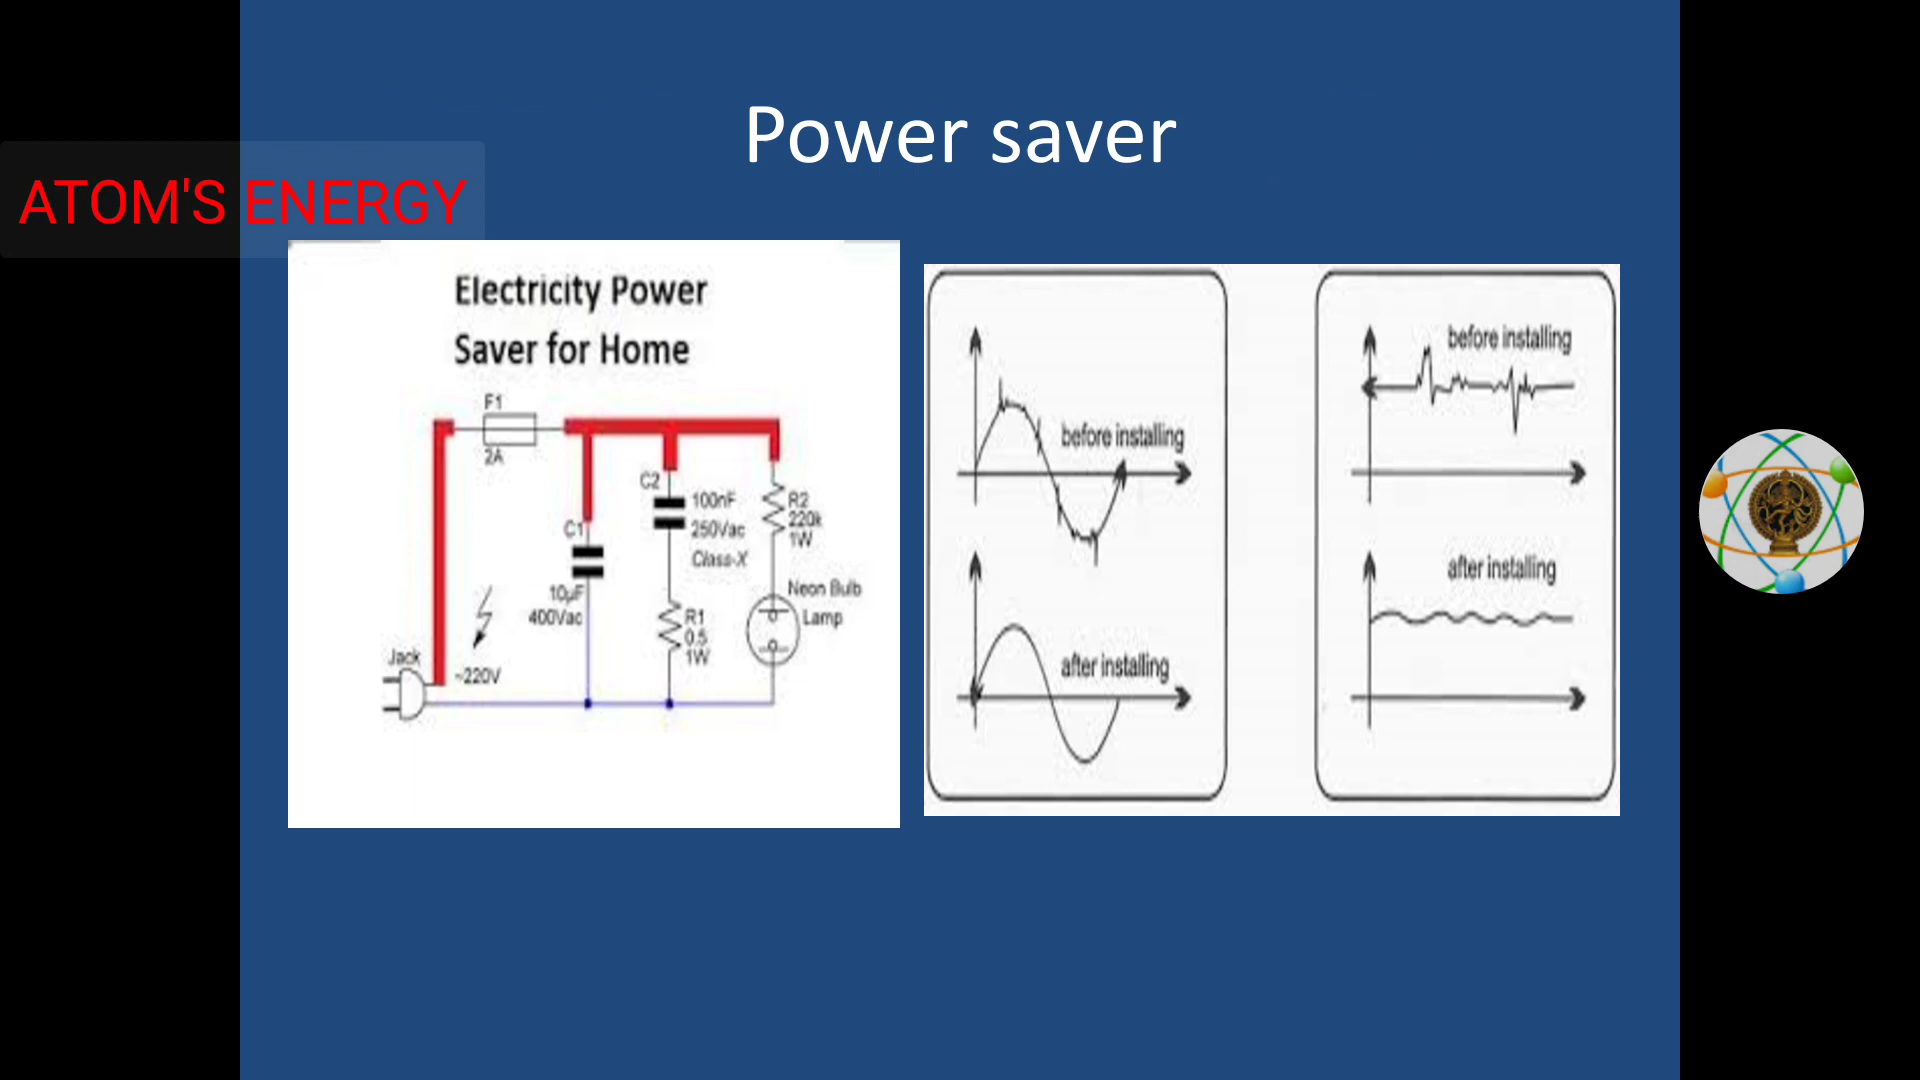 Power saver
ATOM'S ENERGY
Electricity Power
Saver for Home
F1
2A
C2
100nF
250Vac
Class-X
R2
220k
1W
C1
10µF
400Vac
Neon Bulb
Lamp
R1
0.5
1W
Jack
~220V
before installing
after installing
before installing
after installing